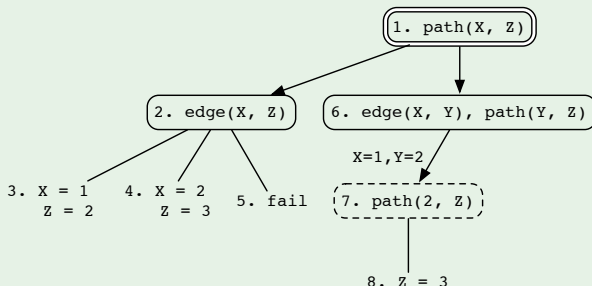 1. path(X, Z)
2. edge(X, Z)
6. edge(X, Y), path(Y, Z)
X=1,Y=2
3. X = 1
Z = 2
4. X = 2
Z = 3
5. fail
7. path(2, Z)
8. Z = 3